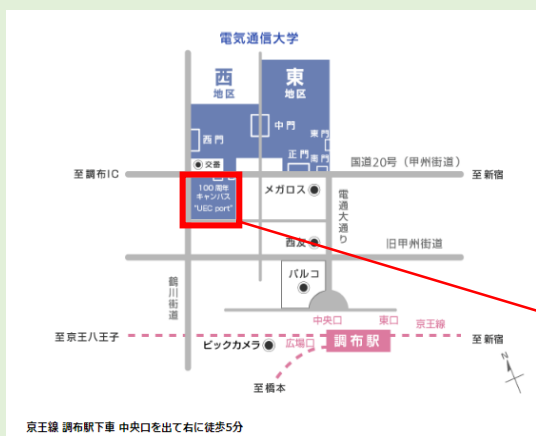 電気通信大学
西
地区
東
地区
中門
東門
西門
正門
南門
交番
国道20号（甲州街道）
至調布IC
至新宿
100周年
キャンパス
"UEC port"
メガロス
電通大通り
西友
旧甲州街道
パルコ
鶴川街道
中央口
東口
京王線
至京王八王子
ビックカメラ
広場口
調布駅
至新宿
至橋本
N
京王線 調布駅下車 中央口を出て右に徒歩5分